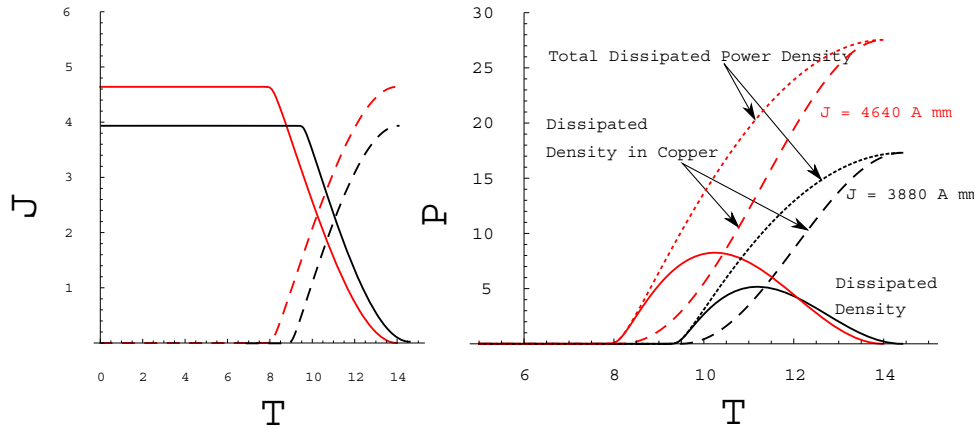 6
5
4
3
2
1
J
0 2 4 6 8 10 12 14
T
30
25
20
15
10
5
P
Total Dissipated Power Density
Dissipated
Density in Copper
J = 4640 A mm
J = 3880 A mm
Dissipated
Density
6 8 10 12 14
T